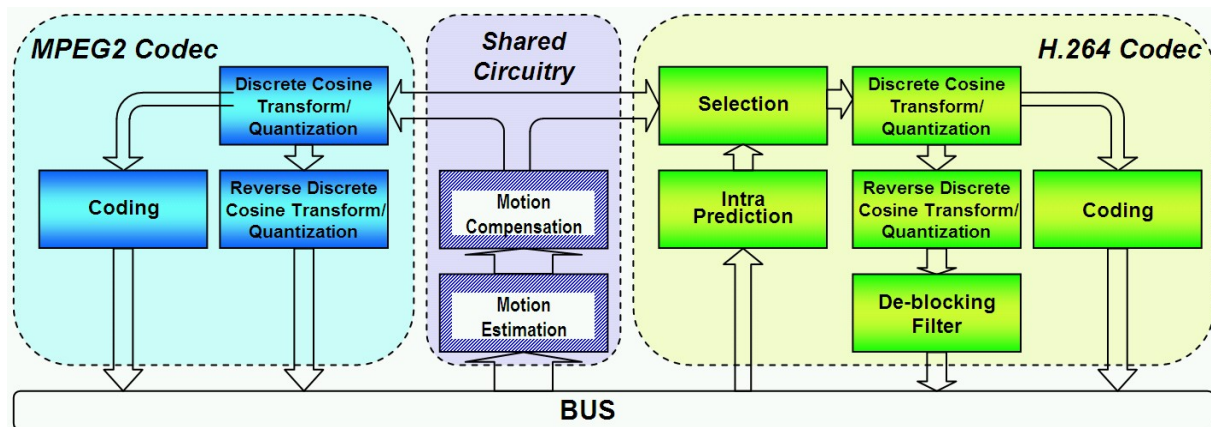 MPEG2 Codec
Discrete Cosine
Transform/
Quantization
Coding
Reverse Discrete
Cosine Transform/
Quantization
Shared
Circuitry
Motion
Compensation
Motion
Estimation
H.264 Codec
Selection
Discrete Cosine
Transform/
Quantization
Intra
Prediction
Reverse Discrete
Cosine Transform/
Quantization
Coding
De-blocking
Filter
BUS